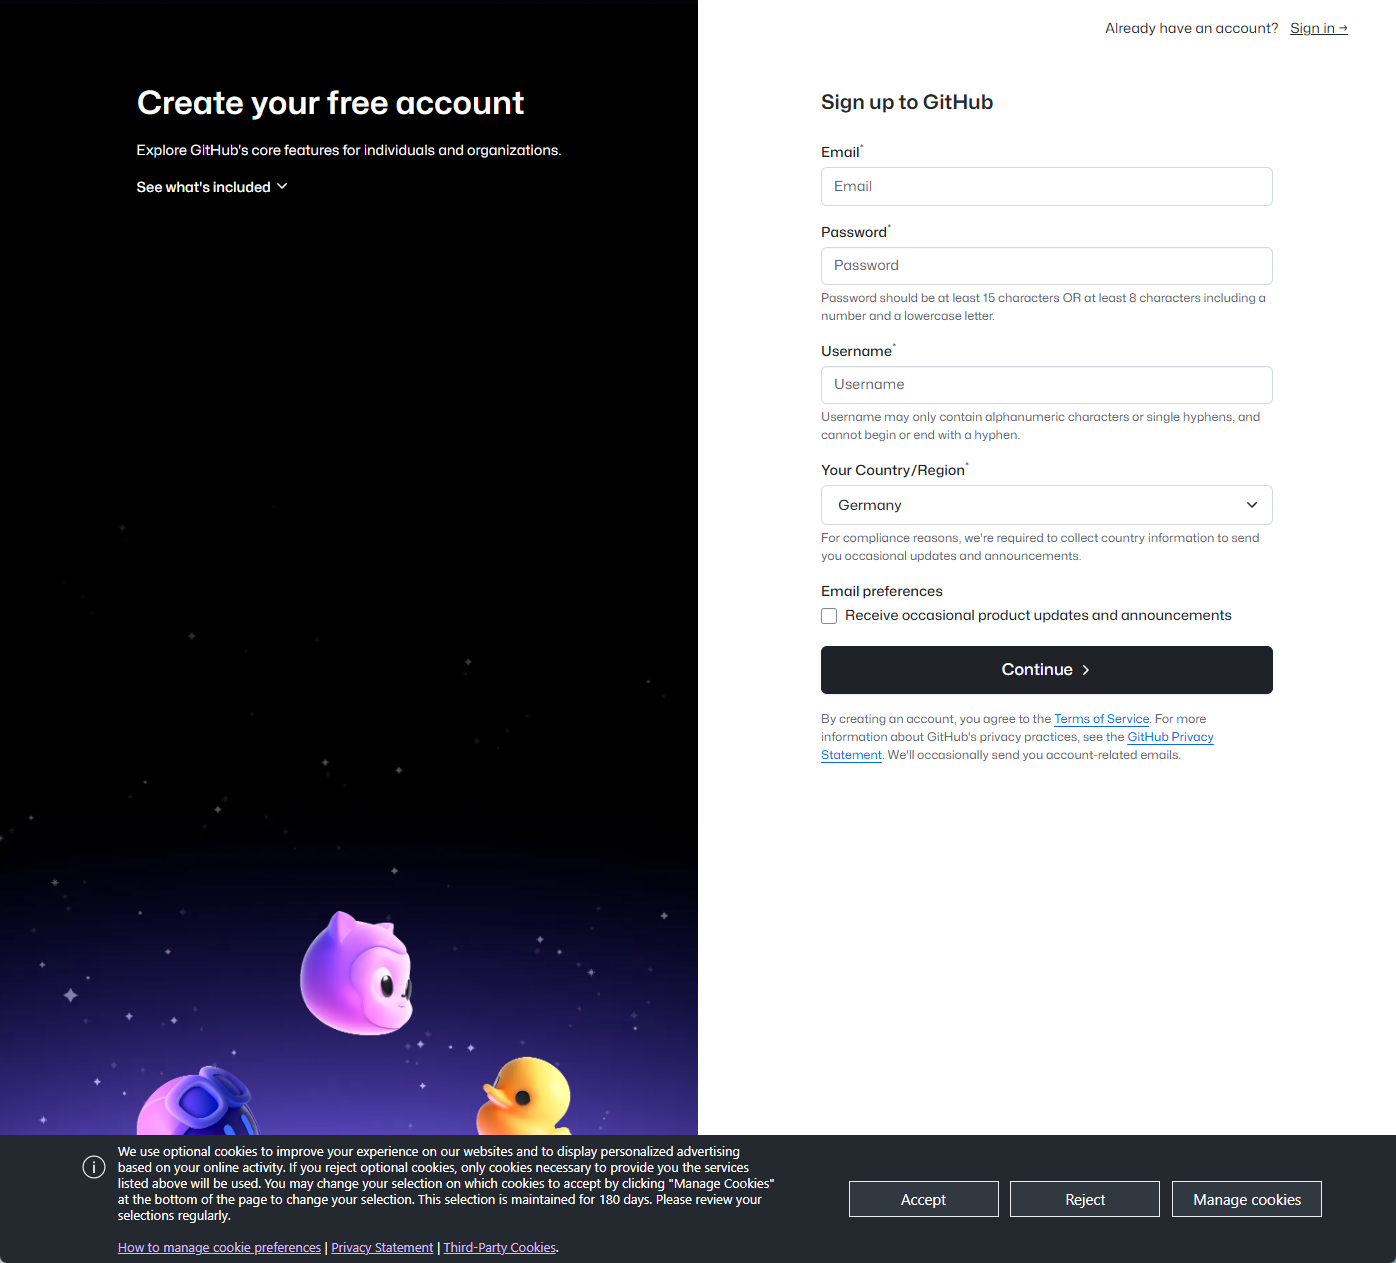 Already have an account? Sign in →
Create your free account
Explore GitHub's core features for individuals and organizations.
See what's included
Sign up to GitHub
Email*
Email
Password*
Password
Password should be at least 15 characters OR at least 8 characters including a
number and a lowercase letter.
Username*
Username
Username may only contain alphanumeric characters or single hyphens, and
cannot begin or end with a hyphen.
Your Country/Region*
Germany
For compliance reasons, we're required to collect country information to send
you occasional updates and announcements.
Email preferences
Receive occasional product updates and announcements
Continue
By creating an account, you agree to the Terms of Service. For more
information about GitHub's privacy practices, see the GitHub Privacy
Statement. We'll occasionally send you account-related emails.
We use optional cookies to improve your experience on our websites and to display personalized advertising
based on your online activity. If you reject optional cookies, only cookies necessary to provide you the services
listed above will be used. You may change your selection on which cookies to accept by clicking "Manage Cookies"
at the bottom of the page to change your selection. This selection is maintained for 180 days. Please review your
selections regularly.
How to manage cookie preferences | Privacy Statement | Third-Party Cookies.
Accept
Reject
Manage cookies